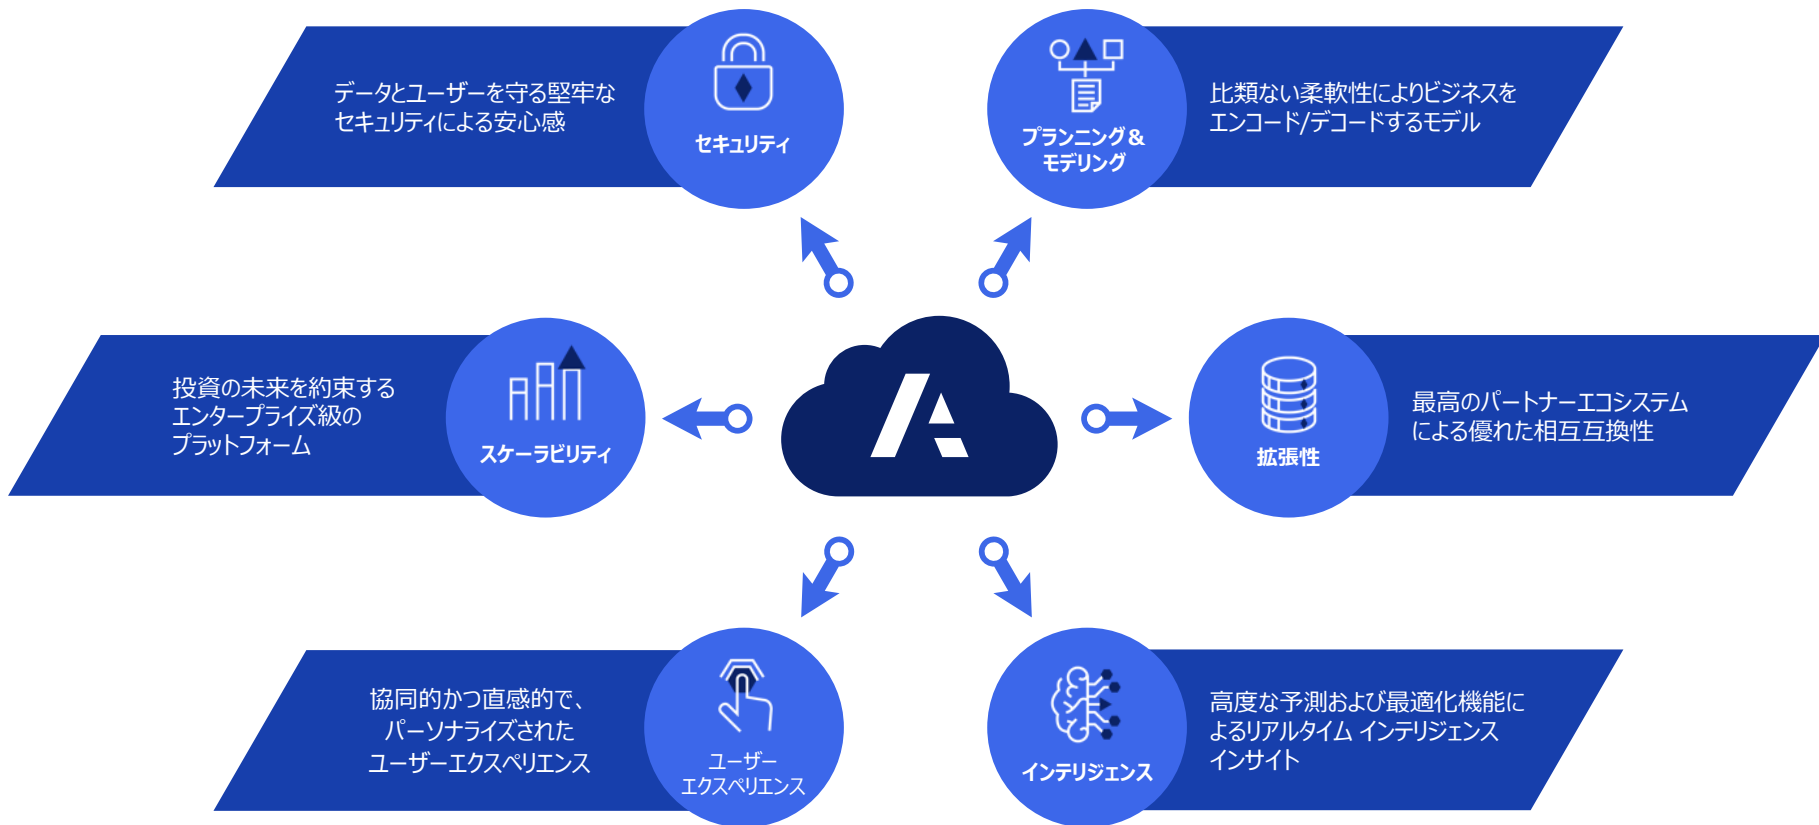 データとユーザーを守る堅牢な
セキュリティによる安心感
セキュリティ
プランニング&
モデリング
比類ない柔軟性によりビジネスを
エンコード/デコードするモデル
投資の未来を約束する
エンタープライズ級の
プラットフォーム
スケーラビリティ
拡張性
最高のパートナーエコシステム
による優れた相互互換性
協同的かつ直感的で、
パーソナライズされた
ユーザーエクスペリエンス
ユーザー
エクスペリエンス
インテリジェンス
高度な予測および最適化機能に
よるリアルタイム インテリジェンス
インサイト